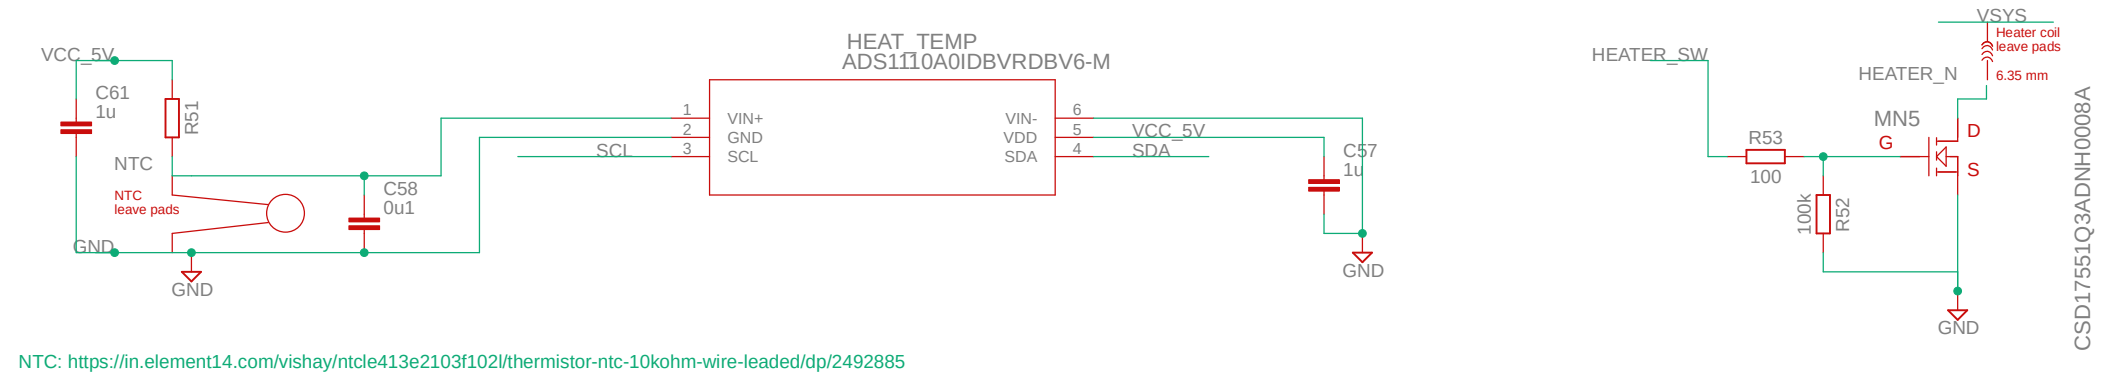 VCC_5V
C61
1u
R51
NTC
NTC
leave pads
GND
GND
C58
0u1
SCL
HEAT_TEMP
ADS1110A0IDBVRDBV6-M
1
2
3
VIN+
GND
SCL
VIN-
VDD
SDA
6
5
4
VCC_5V
SDA
C57
1u
GND
HEATER_SW
R53
100
100k
R52
VSYS
Heater coil
leave pads
6.35 mm
HEATER_N
MN5
G
D
S
GND
CSD17551Q3ADNH0008A
NTC: https://in.element14.com/vishay/ntcle413e2103f102l/thermistor-ntc-10kohm-wire-leaded/dp/2492885